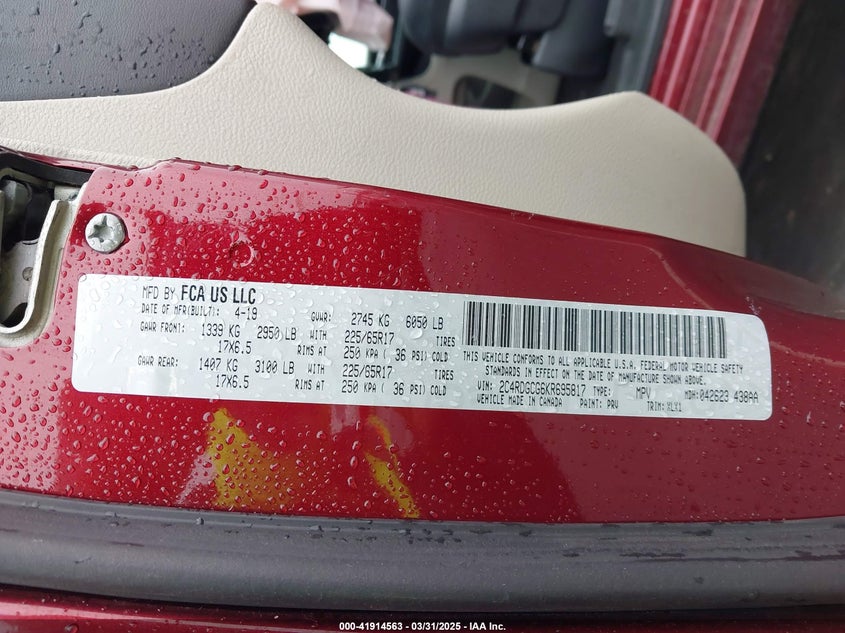 MFD BY FCA US LLC
DATE OF MFR(BUILT): 4-19 GVWR: 2745 KG 6050 LB
GAWR FRONT: 1339 KG 2950 LB WITH 225/65R17 TIRES
17X6.5 RIMS AT 250 KPA ( 36 PSI) COLD
GAWR REAR: 1407 KG 3100 LB WITH 225/65R17 TIRES
17X6.5 RIMS AT 250 KPA ( 36 PSI) COLD
THIS VEHICLE CONFORMS TO ALL APPLICABLE U.S.A. FEDERAL MOTOR VEHICLE SAFETY
STANDARDS IN EFFECT ON THE DATE OF MANUFACTURE SHOWN ABOVE.
VIN: 2C4RDGCG6KR695817 TYPE: MPV MDH: 042623 438AA
VEHICLE MADE IN CANADA PAINT: PRV TRIM: HLX1
000-41914563 - 03/31/2025 - IAA Inc.